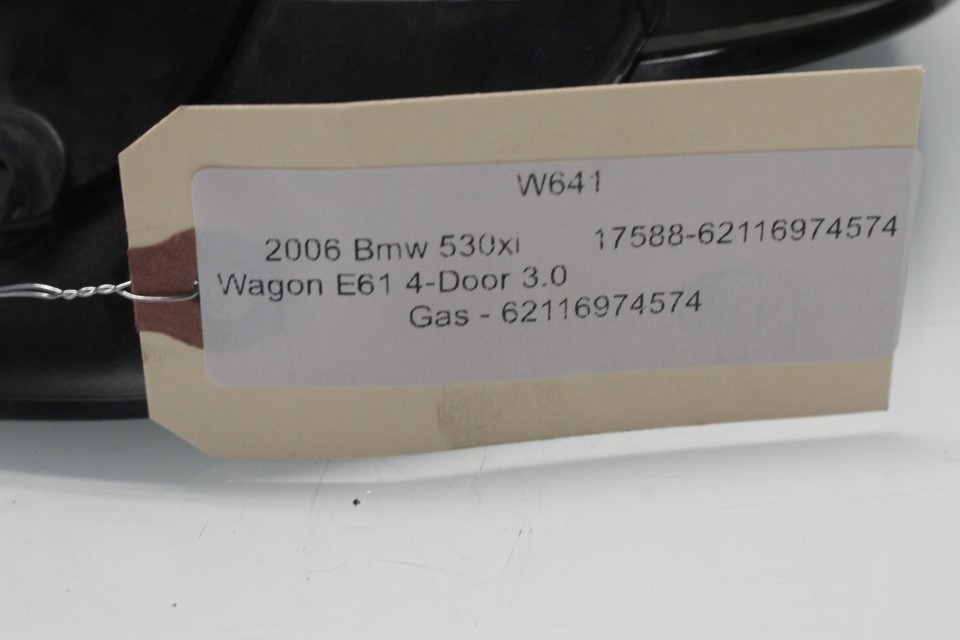 W641
2006 Bmw 530xi 17588-62116974574
Wagon E61 4-Door 3.0
Gas - 62116974574